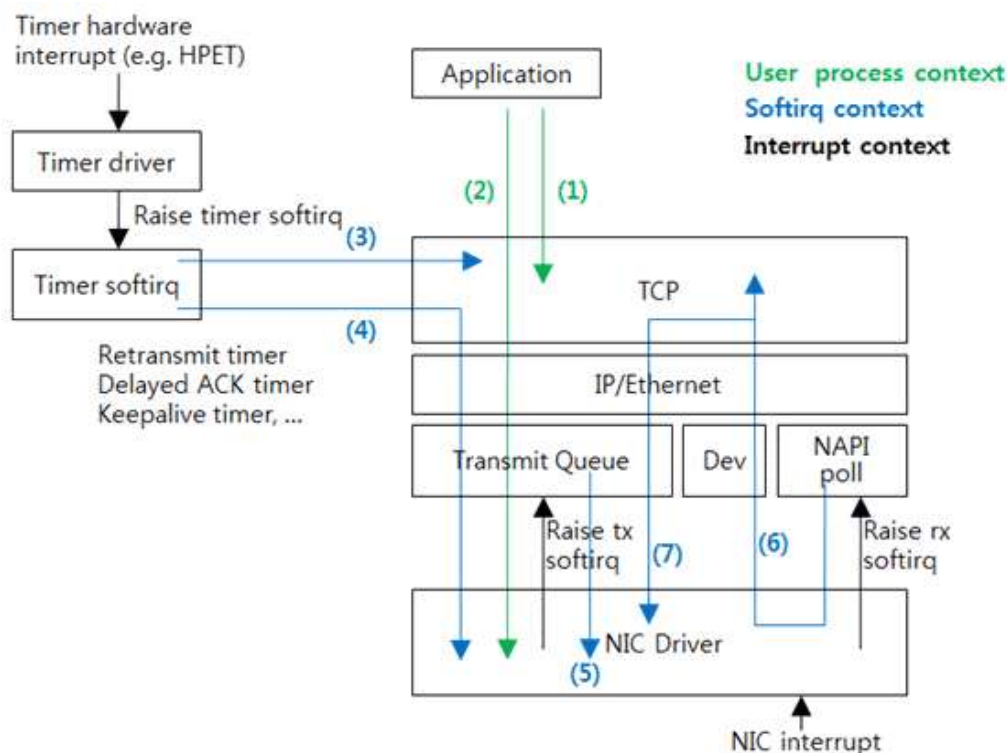 Timer hardware
interrupt (e.g. HPET)
Application
User process context
Softirq context
Interrupt context
Timer driver
(2)
(1)
Raise timer softirq
(3)
Timer softirq
TCP
(4)
Retransmit timer
Delayed ACK timer
Keepalive timer, ...
IP/Ethernet
Transmit Queue
Dev
NAPI
poll
Raise tx
softirq
(7)
(6)
Raise rx
softirq
NIC Driver
(5)
NIC interrupt